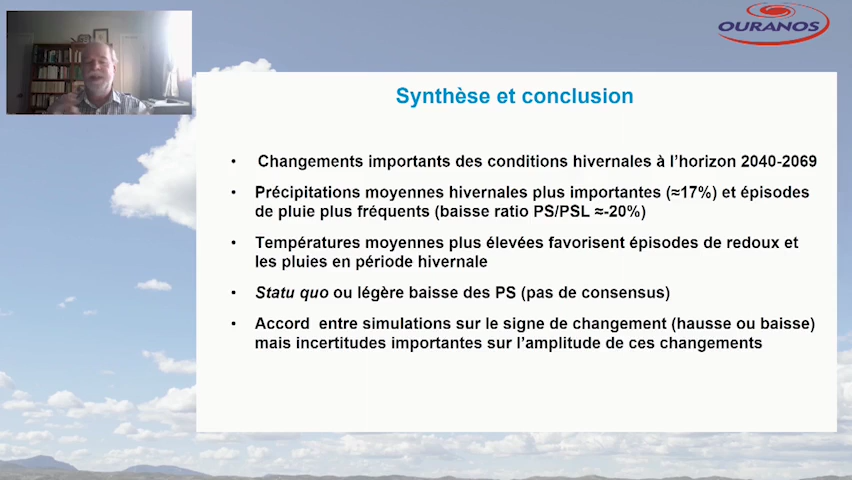 OURANOS
Synthèse et conclusion
• Changements importants des conditions hivernales à l'horizon 2040-2069
• Précipitations moyennes hivernales plus importantes (≈17%) et épisodes
de pluie plus fréquents (baisse ratio PS/PSL ≈-20%)
• Températures moyennes plus élevées favorisent épisodes de redoux et
les pluies en période hivernale
• Statu quo ou légère baisse des PS (pas de consensus)
• Accord entre simulations sur le signe de changement (hausse ou baisse)
mais incertitudes importantes sur l'amplitude de ces changements